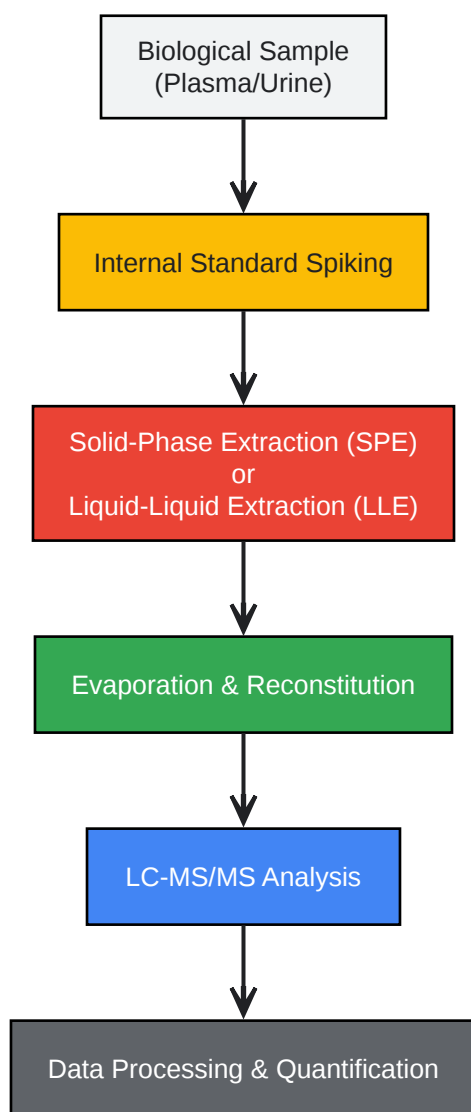 Biological Sample
(Plasma/Urine)
Internal Standard Spiking
Solid-Phase Extraction (SPE)
or
Liquid-Liquid Extraction (LLE)
Evaporation & Reconstitution
LC-MS/MS Analysis
Data Processing & Quantification